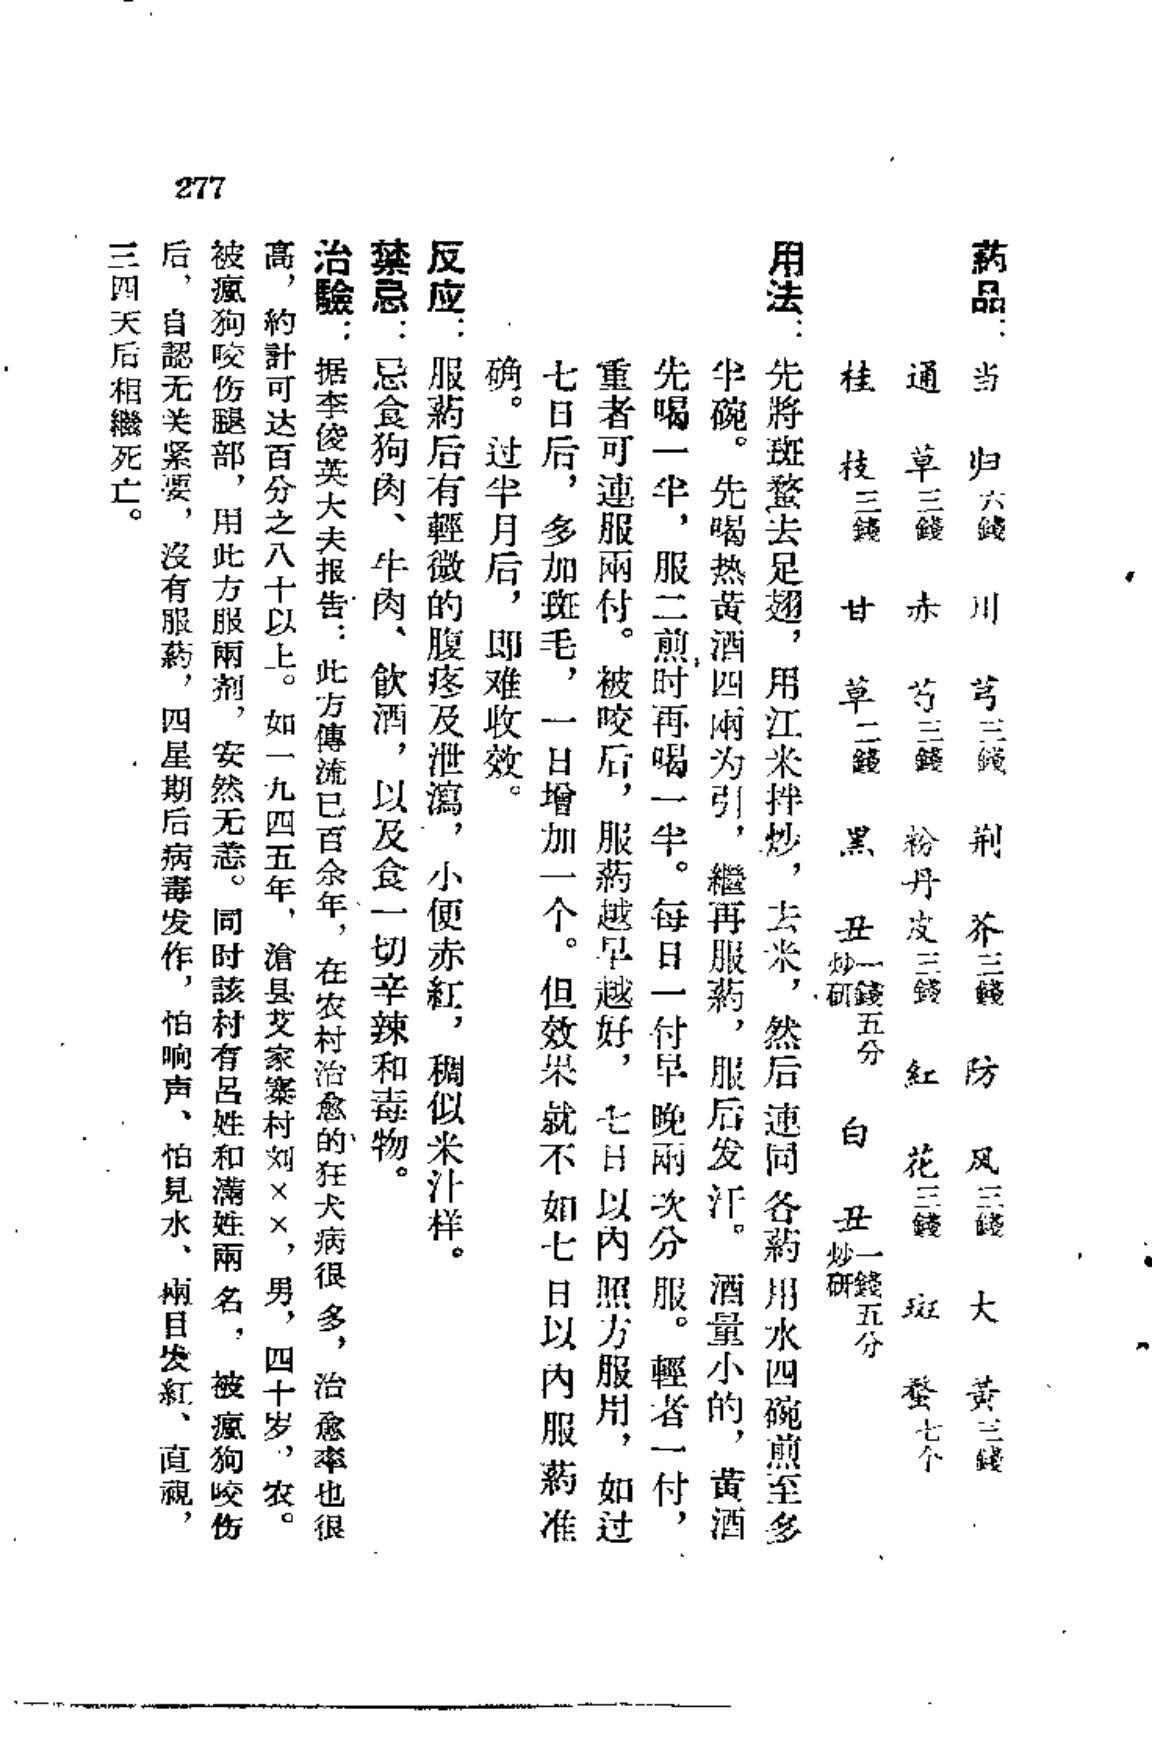 药品：当归六錢　川芎三錢　荆芥三錢　防风三錢　大黃三錢
通草三錢　赤芍三錢　粉丹皮三錢　紅花三錢　斑蝥七个
桂枝三錢　甘草二錢　黑丑一錢五分炒研　白丑一錢五分炒研
用法：先將斑蝥去足翅，用江米拌炒，去米，然后連同各药用水四碗煎至多
半碗。先喝热黄酒四兩为引，繼再服药，服后发汗。酒量小的，黄酒
先喝一半，服二煎时再喝一半。每日一付早晚兩次分服。輕者一付，
重者可連服兩付。被咬后，服药越早越好，七日以內照方服用，如过
七日后，多加斑毛，一日增加一个。但效果就不如七日以內服药准
确。过半月后，即难收效。
反应：服药后有輕微的腹疼及泄瀉，小便赤紅，稠似米汁样。
禁忌：忌食狗肉、牛肉、飲酒，以及食一切辛辣和毒物。
治驗：据李俊英大夫报告：此方傳流已百余年，在农村治愈的狂犬病很多，治愈率也很
高，約計可达百分之八十以上。如一九四五年，滄县艾家寨村刘××，男，四十岁，农。
被瘋狗咬伤腿部，用此方服兩剂，安然无恙。同时該村有呂姓和滿姓兩名，被瘋狗咬伤
后，自認无关紧要，沒有服药，四星期后病毒发作，怕响声、怕見水、兩目发紅、直視，
三四天后相繼死亡。
277